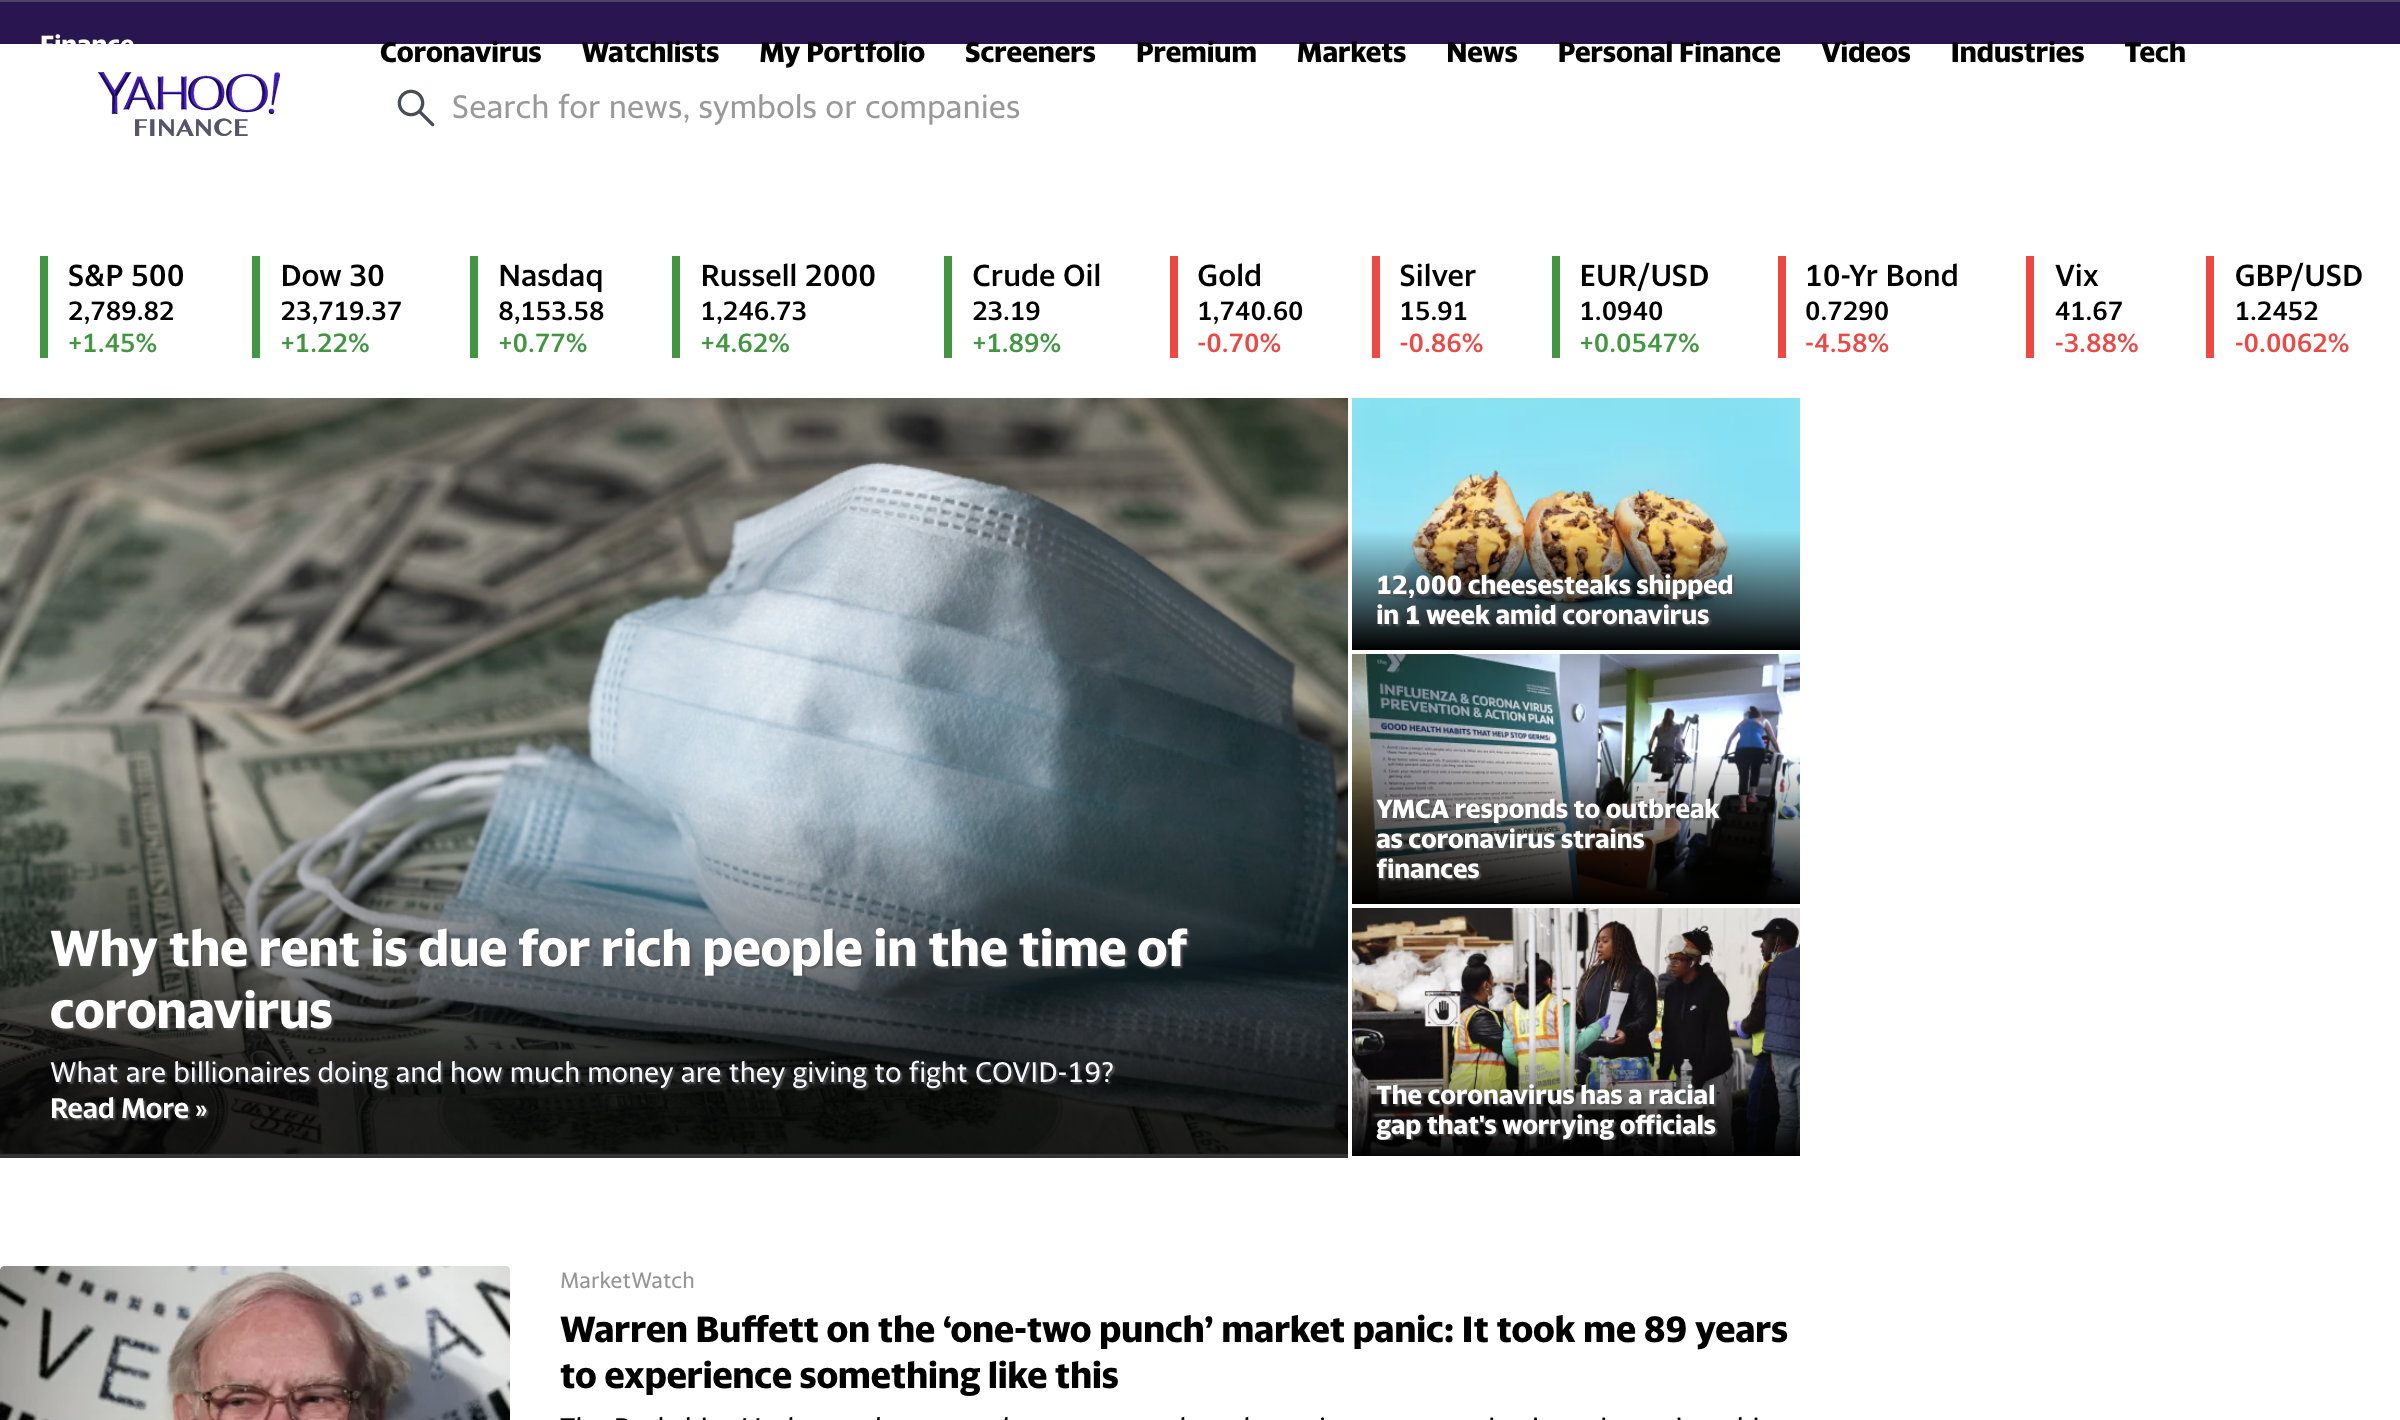 Finance
Coronavirus Watchlists My Portfolio Screeners Premium Markets News Personal Finance Videos Industries Tech
YAHOO!
FINANCE
Search for news, symbols or companies
S&P 500
2,789.82
+1.45%
Dow 30
23,719.37
+1.22%
Nasdaq
8,153.58
+0.77%
Russell 2000
1,246.73
+4.62%
Crude Oil
23.19
+1.89%
Gold
1,740.60
-0.70%
Silver
15.91
-0.86%
EUR/USD
1.0940
+0.0547%
10-Yr Bond
0.7290
-4.58%
Vix
41.67
-3.88%
GBP/USD
1.2452
-0.0062%
Why the rent is due for rich people in the time of
coronavirus
What are billionaires doing and how much money are they giving to fight COVID-19?
Read More »
12,000 cheesesteaks shipped
in 1 week amid coronavirus
the Y
INFLUENZA & CORONA VIRUS
PREVENTION & ACTION PLAN
GOOD HEALTH HABITS THAT HELP STOP GERMS:
YMCA responds to outbreak
as coronavirus strains
finances
The coronavirus has a racial
gap that's worrying officials
MarketWatch
Warren Buffett on the ‘one-two punch’ market panic: It took me 89 years
to experience something like this